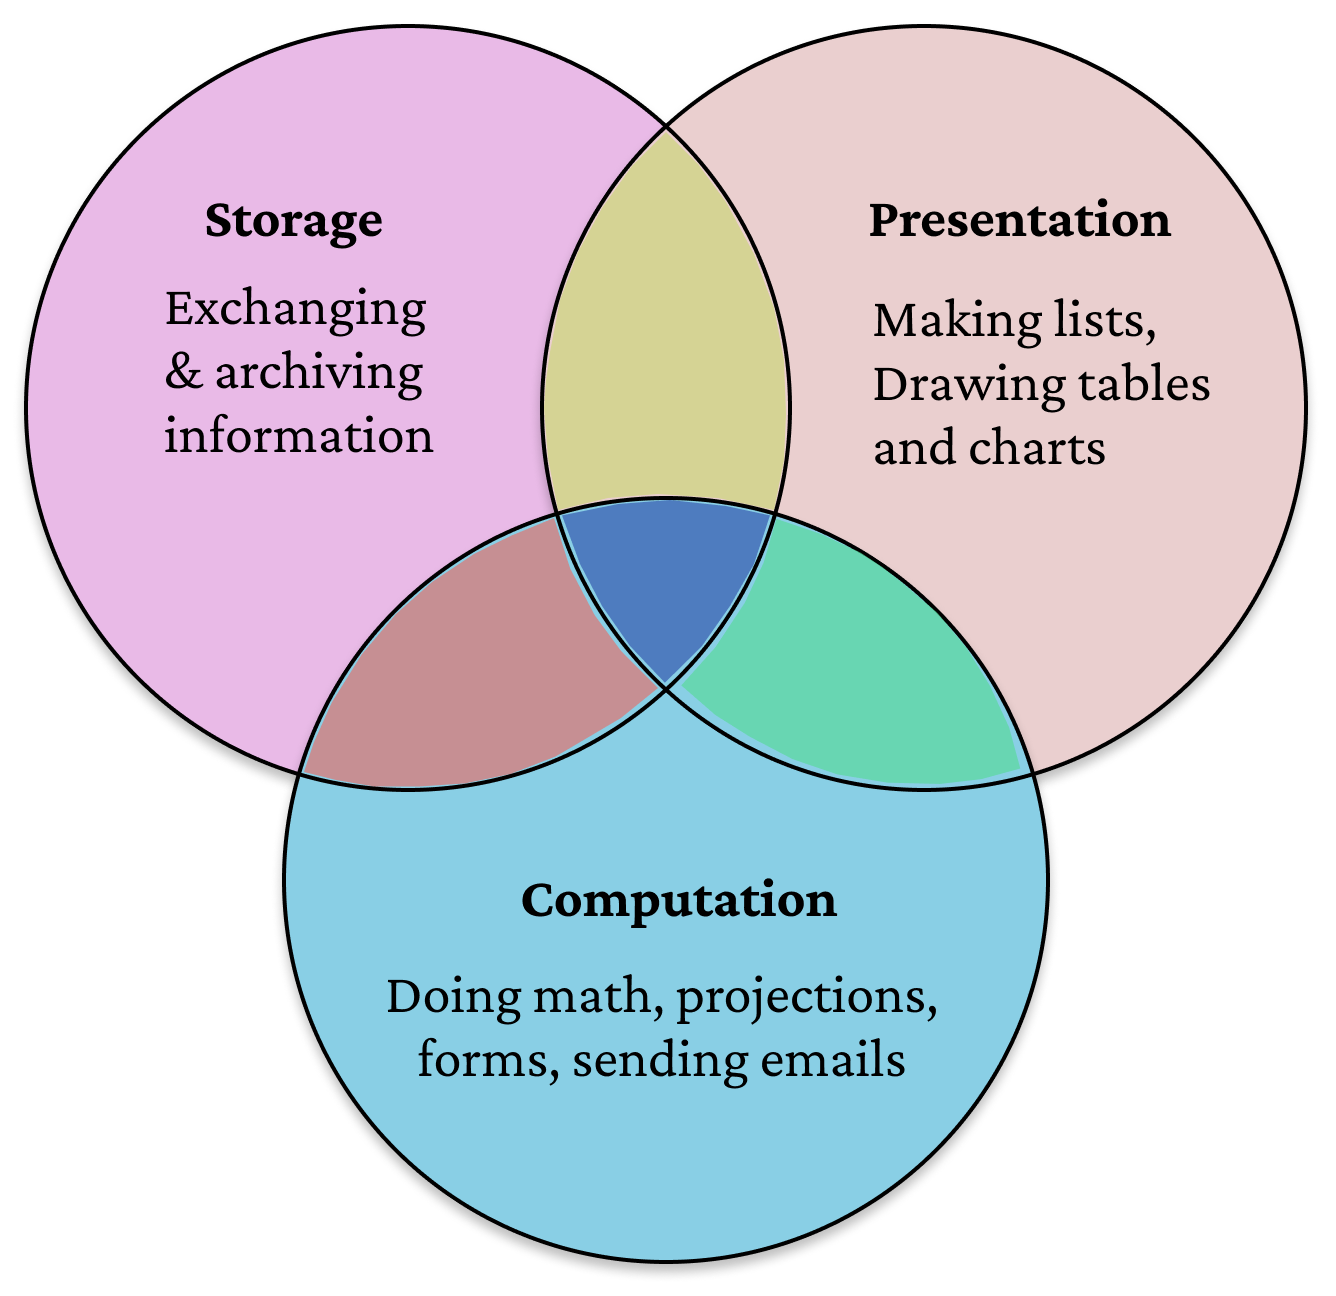 Storage
Exchanging
& archiving
information
Presentation
Making lists,
Drawing tables
and charts
Computation
Doing math, projections,
forms, sending emails